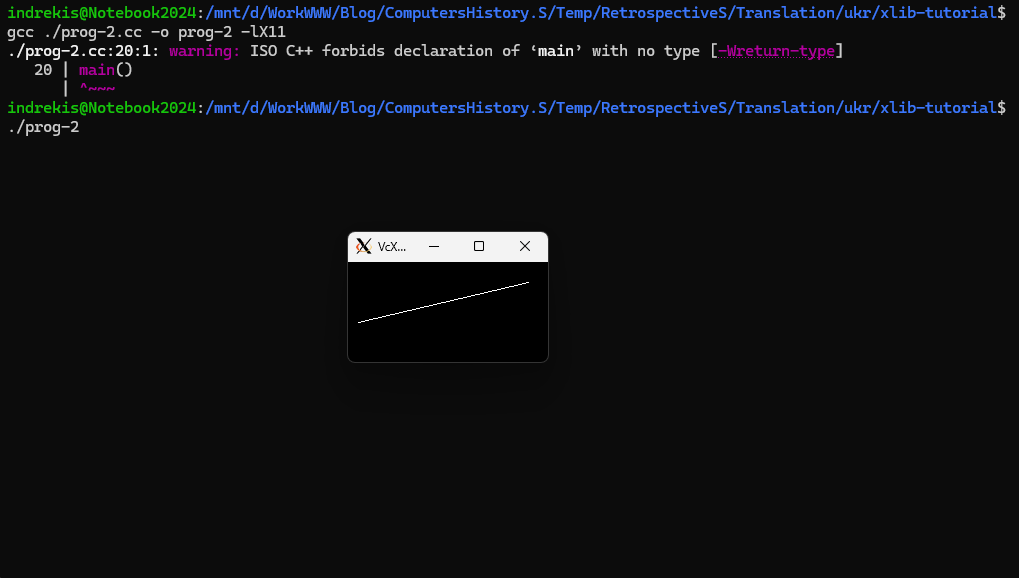 indrekis@Notebook2024:/mnt/d/WorkWWW/Blog/ComputersHistory.S/Temp/RetrospectiveS/Translation/ukr/xlib-tutorial$
gcc ./prog-2.cc -o prog-2 -lX11
./prog-2.cc:20:1: warning: ISO C++ forbids declaration of ‘main’ with no type [-Wreturn-type]
   20 | main()
      | ^~~~
indrekis@Notebook2024:/mnt/d/WorkWWW/Blog/ComputersHistory.S/Temp/RetrospectiveS/Translation/ukr/xlib-tutorial$
./prog-2
VcX...